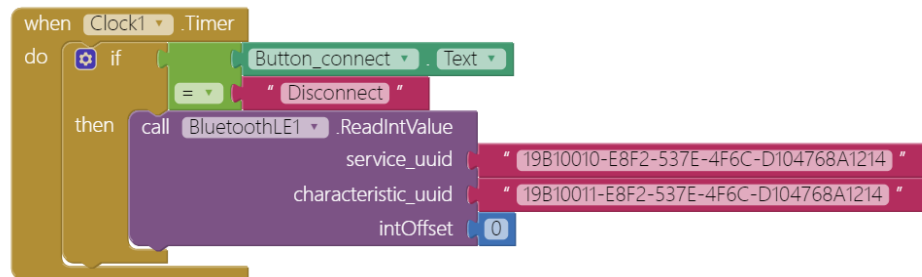 when Clock1 .Timer
do if Button_connect . Text
= " Disconnect "
then call BluetoothLE1 .ReadIntValue
service_uuid " 19B10010-E8F2-537E-4F6C-D104768A1214 "
characteristic_uuid " 19B10011-E8F2-537E-4F6C-D104768A1214 "
intOffset 0